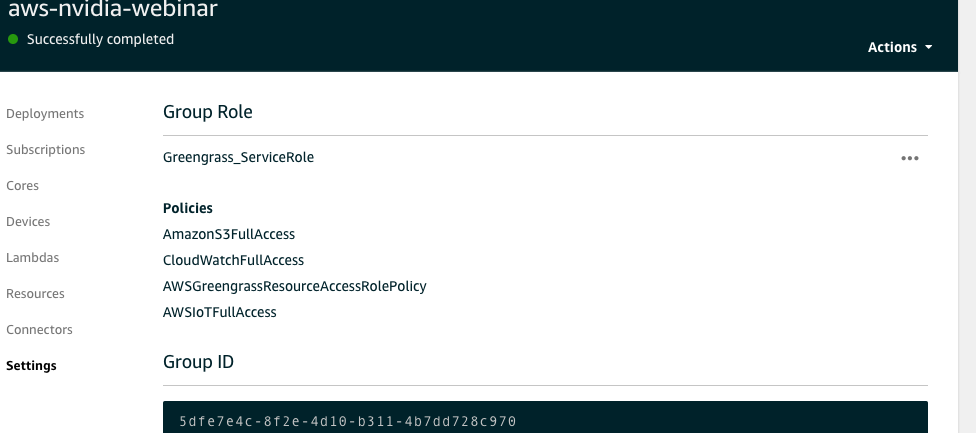 aws-nvidia-webinar
Successfully completed
Actions
Deployments
Subscriptions
Cores
Devices
Lambdas
Resources
Connectors
Settings
Group Role
Greengrass_ServiceRole
Policies
AmazonS3FullAccess
CloudWatchFullAccess
AWSGreengrassResourceAccessRolePolicy
AWSIoTFullAccess
Group ID
5dfe7e4c-8f2e-4d10-b311-4b7dd728c970